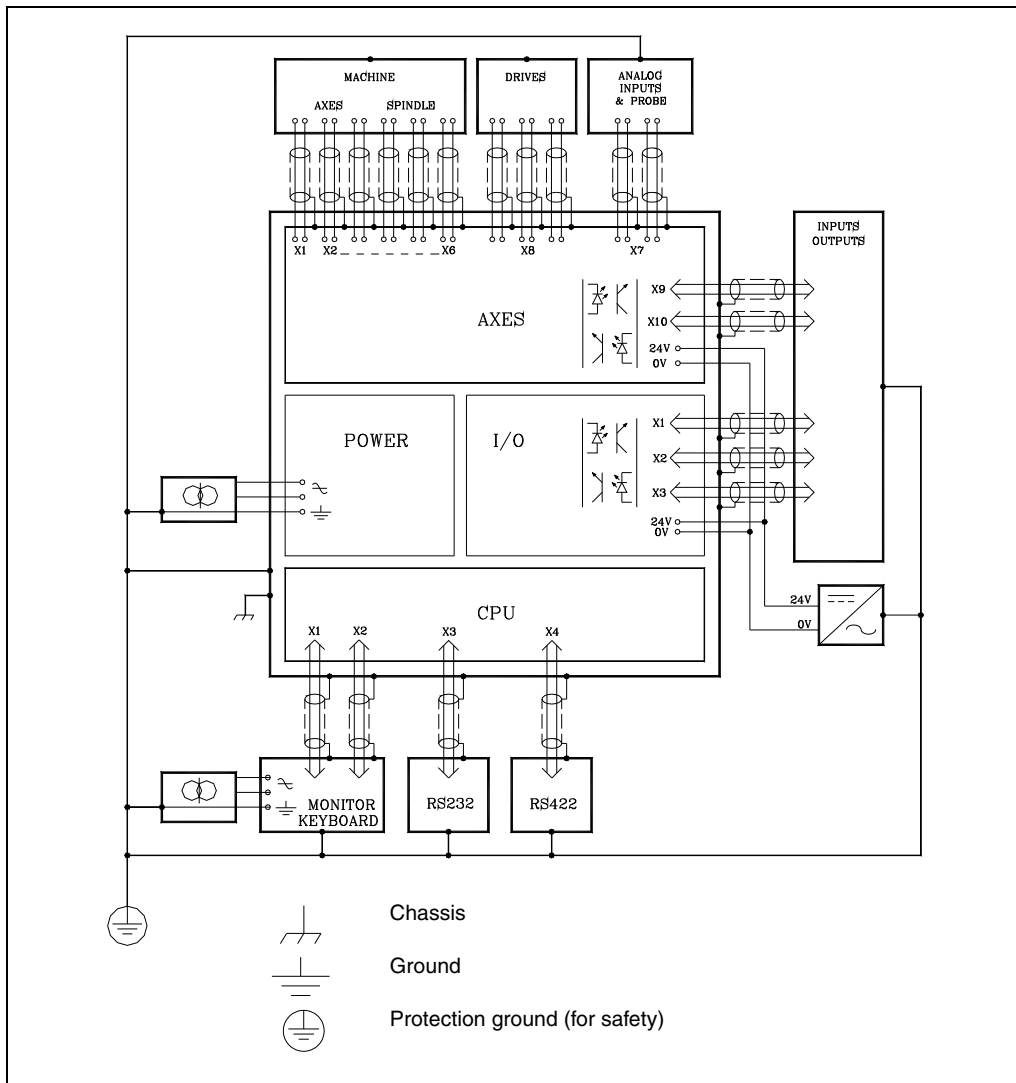 MACHINE
AXES SPINDLE
DRIVES
ANALOG
INPUTS
& PROBE
X1 X2 X6 X8 X7
INPUTS
OUTPUTS
AXES
X9
X10
24V
0V
POWER
I/O
X1
X2
X3
24V
0V
24V
0V
CPU
X1 X2 X3 X4
MONITOR
KEYBOARD
RS232
RS422
Chassis
Ground
Protection ground (for safety)